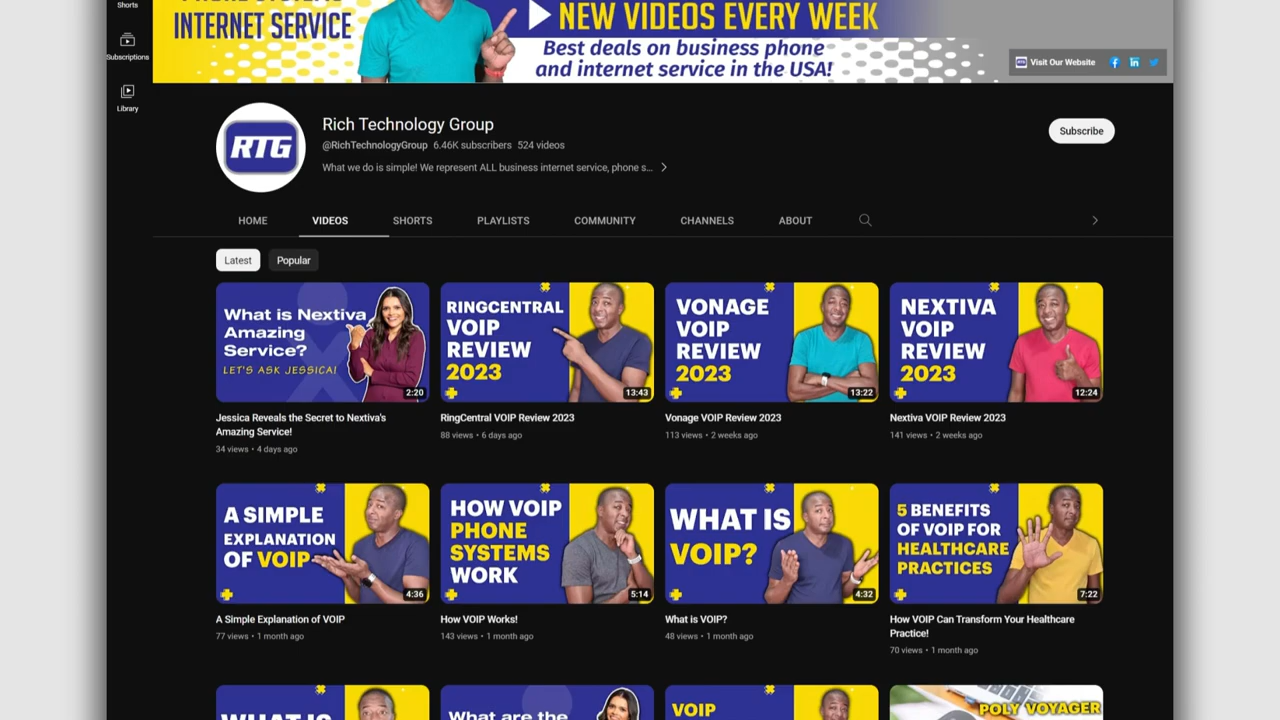 Shorts
Subscriptions
Library
INTERNET SERVICE
NEW VIDEOS EVERY WEEK
Best deals on business phone
and internet service in the USA!
Visit Our Website
RTG
Rich Technology Group
@RichTechnologyGroup 6.46K subscribers 524 videos
What we do is simple! We represent ALL business internet service, phone s...
Subscribe
HOME VIDEOS SHORTS PLAYLISTS COMMUNITY CHANNELS ABOUT
Latest Popular
What is Nextiva
Amazing
Service?
LET'S ASK JESSICA!
2:20
Jessica Reveals the Secret to Nextiva's
Amazing Service!
34 views • 4 days ago
RINGCENTRAL
VOIP
REVIEW
2023
13:43
RingCentral VOIP Review 2023
88 views • 6 days ago
VONAGE
VOIP
REVIEW
2023
13:22
Vonage VOIP Review 2023
113 views • 2 weeks ago
NEXTIVA
VOIP
REVIEW
2023
12:24
Nextiva VOIP Review 2023
141 views • 2 weeks ago
A SIMPLE
EXPLANATION
OF VOIP
4:36
A Simple Explanation of VOIP
77 views • 1 month ago
HOW VOIP
PHONE
SYSTEMS
WORK
5:14
How VOIP Works!
143 views • 1 month ago
WHAT IS
VOIP?
4:32
What is VOIP?
48 views • 1 month ago
5 BENEFITS
OF VOIP FOR
HEALTHCARE
PRACTICES
7:22
How VOIP Can Transform Your Healthcare
Practice!
70 views • 1 month ago
WHAT IS
What are the
VOIP
POLY VOYAGER